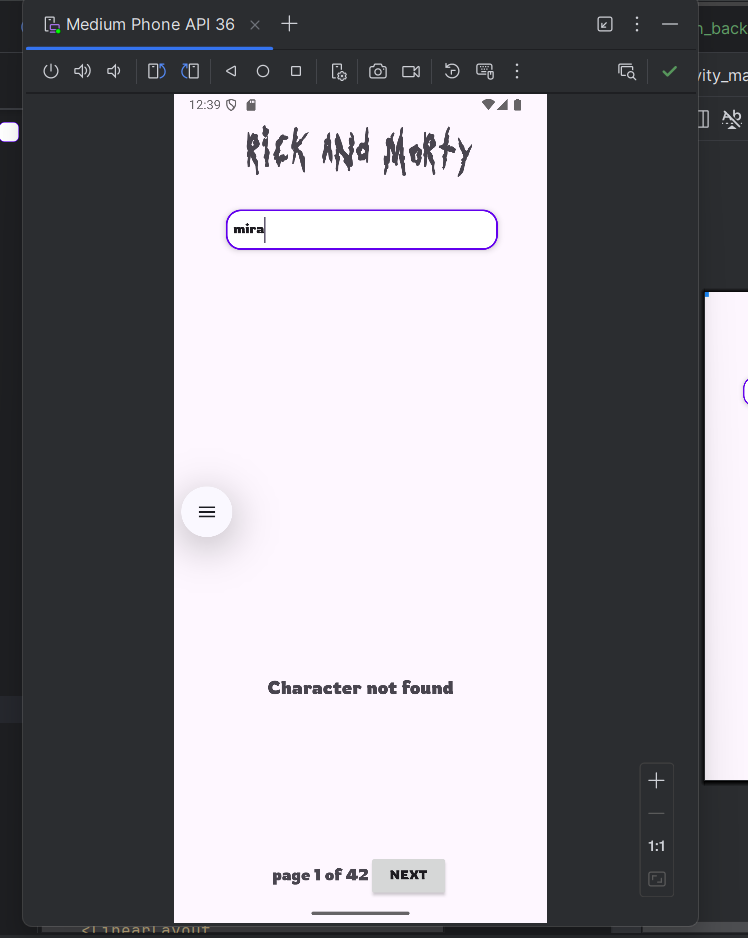 Medium Phone API 36
n_back
vity_ma
12:39
RiCK ANd MoRty
mira
Character not found
1:1
page 1 of 42 NEXT
<LinearLayout